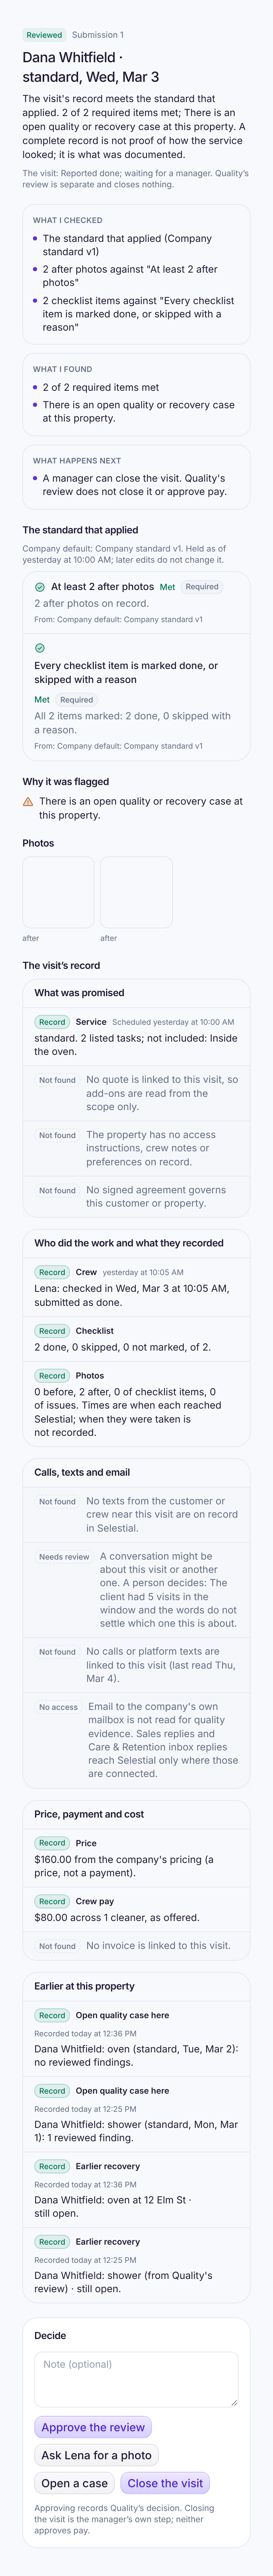 Reviewed Submission 1
Dana Whitfield ·
standard, Wed, Mar 3
The visit's record meets the standard that
applied. 2 of 2 required items met; There is an
open quality or recovery case at this property. A
complete record is not proof of how the service
looked; it is what was documented.
The visit: Reported done; waiting for a manager. Quality's
review is separate and closes nothing.
WHAT I CHECKED
The standard that applied (Company
standard v1)
2 after photos against "At least 2 after
photos"
2 checklist items against "Every checklist
item is marked done, or skipped with a
reason"
WHAT I FOUND
2 of 2 required items met
There is an open quality or recovery case
at this property.
WHAT HAPPENS NEXT
A manager can close the visit. Quality's
review does not close it or approve pay.
The standard that applied
Company default: Company standard v1. Held as of
yesterday at 10:00 AM; later edits do not change it.
At least 2 after photos Met Required
2 after photos on record.
From: Company default: Company standard v1
Every checklist item is marked done, or
skipped with a reason
Met Required
All 2 items marked: 2 done, 0 skipped with
a reason.
From: Company default: Company standard v1
Why it was flagged
There is an open quality or recovery case at
this property.
Photos
after after
The visit's record
What was promised
Record Service Scheduled yesterday at 10:00 AM
standard. 2 listed tasks; not included: Inside
the oven.
Not found No quote is linked to this visit, so
add-ons are read from the
scope only.
Not found The property has no access
instructions, crew notes or
preferences on record.
Not found No signed agreement governs
this customer or property.
Who did the work and what they recorded
Record Crew yesterday at 10:05 AM
Lena: checked in Wed, Mar 3 at 10:05 AM,
submitted as done.
Record Checklist
2 done, 0 skipped, 0 not marked, of 2.
Record Photos
0 before, 2 after, 0 of checklist items, 0
of issues. Times are when each reached
Selestial; when they were taken is
not recorded.
Calls, texts and email
Not found No texts from the customer or
crew near this visit are on record
in Selestial.
Needs review A conversation might be
about this visit or another
one. A person decides: The
client had 5 visits in the
window and the words do not
settle which one this is about.
Not found No calls or platform texts are
linked to this visit (last read Thu,
Mar 4).
No access Email to the company's own
mailbox is not read for quality
evidence. Sales replies and
Care & Retention inbox replies
reach Selestial only where those
are connected.
Price, payment and cost
Record Price
$160.00 from the company's pricing (a
price, not a payment).
Record Crew pay
$80.00 across 1 cleaner, as offered.
Not found No invoice is linked to this visit.
Earlier at this property
Record Open quality case here
Recorded today at 12:36 PM
Dana Whitfield: oven (standard, Tue, Mar 2):
no reviewed findings.
Record Open quality case here
Recorded today at 12:25 PM
Dana Whitfield: shower (standard, Mon, Mar
1): 1 reviewed finding.
Record Earlier recovery
Recorded today at 12:36 PM
Dana Whitfield: oven at 12 Elm St ·
still open.
Record Earlier recovery
Recorded today at 12:25 PM
Dana Whitfield: shower (from Quality's
review) · still open.
Decide
Note (optional)
Approve the review
Ask Lena for a photo
Open a case Close the visit
Approving records Quality's decision. Closing
the visit is the manager's own step; neither
approves pay.